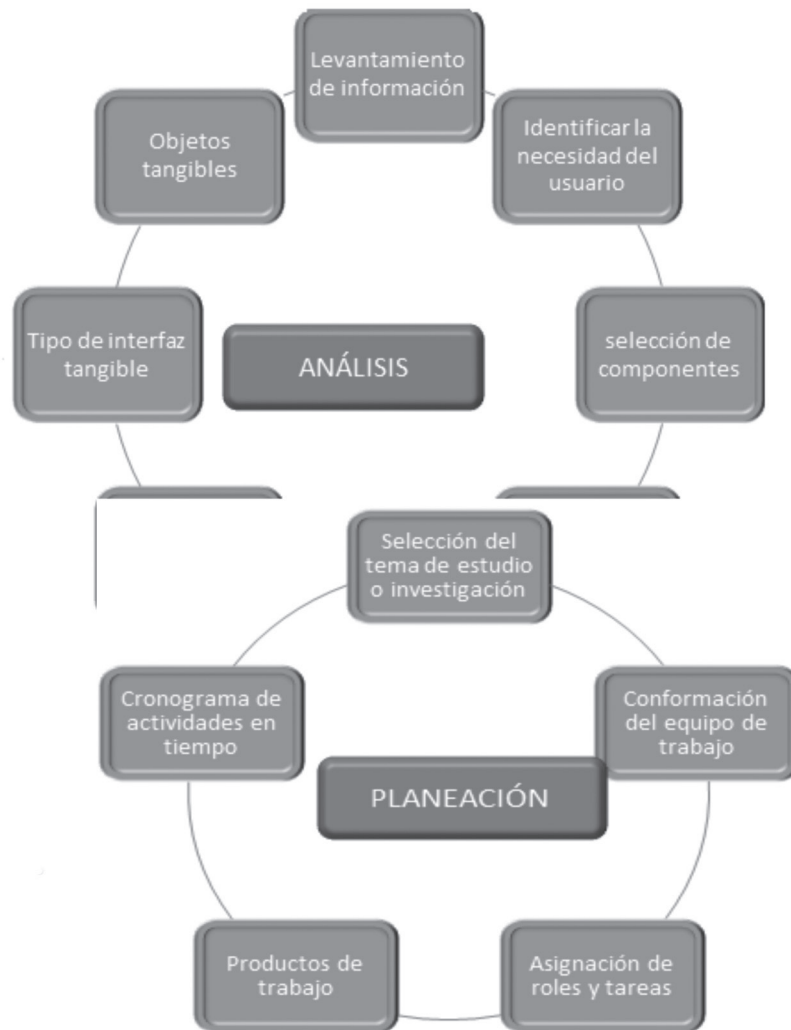 Levantamiento
de información
Identificar la
necesidad del
usuario
selección de
componentes
Objetos
tangibles
Tipo de interfaz
tangible
ANÁLISIS
Selección del
tema de estudio
o investigación
Conformación
del equipo de
trabajo
Asignación de
roles y tareas
Productos de
trabajo
Cronograma de
actividades en
tiempo
PLANEACIÓN